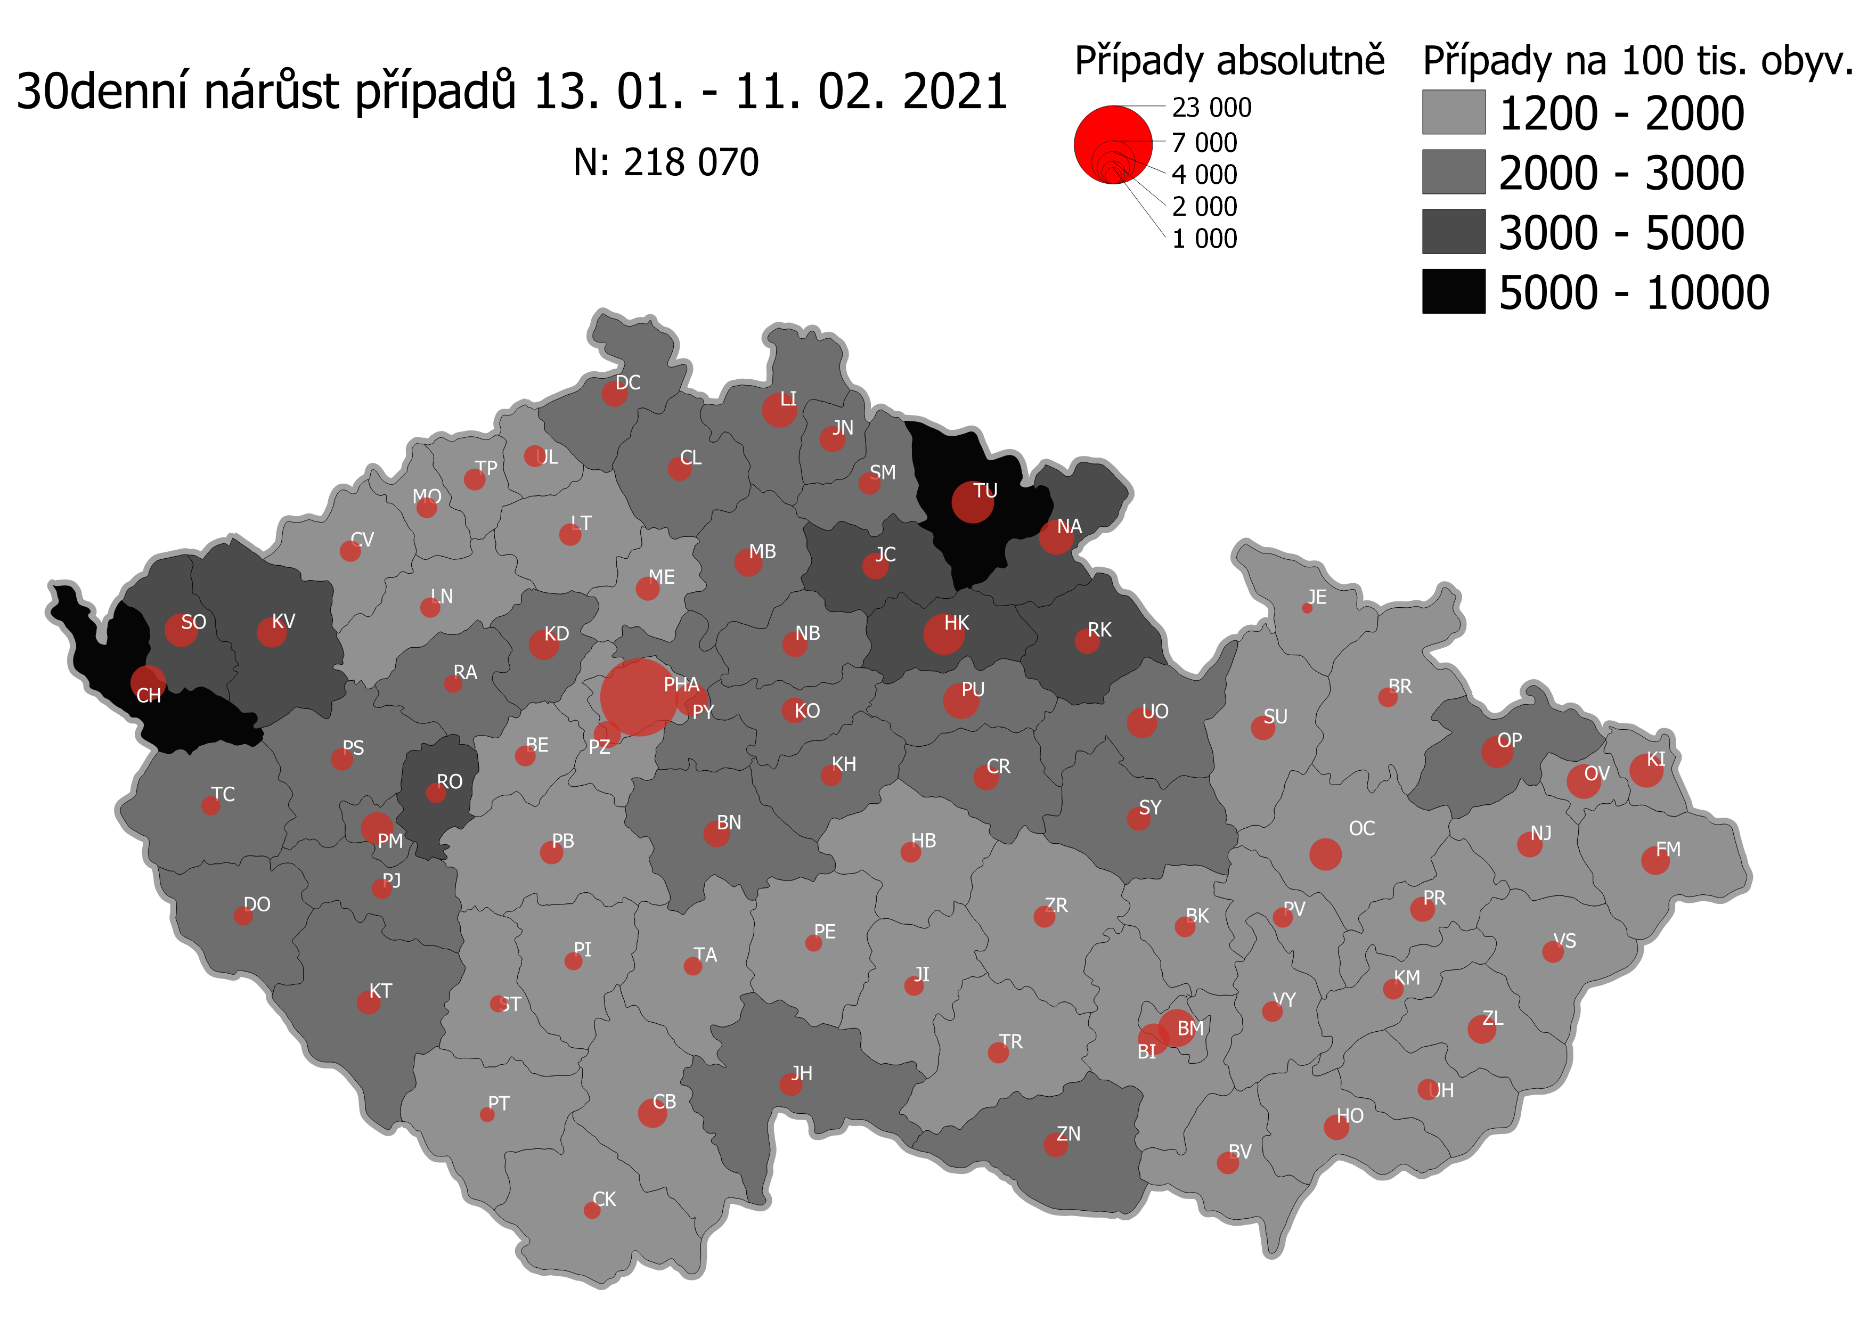 30denní nárůst případů 13. 01. - 11. 02. 2021
N: 218 070
Případy absolutně
23 000
7 000
4 000
2 000
1 000
Případy na 100 tis. obyv.
1200 - 2000
2000 - 3000
3000 - 5000
5000 - 10000
DC
LI
JN
UL
TP
CL
SM
MO
TU
LT
NA
CV
MB
JC
ME
LN
JE
SO
KV
KD
NB
HK
RK
RA
PHA
CH
PY
KO
PU
UO
SU
BR
PS
BE
PZ
OP
RO
KH
CR
OV
KI
TC
SY
PM
PB
BN
HB
OC
NJ
FM
PJ
DO
ZR
BK
PV
PR
PI
TA
PE
VS
KT
ST
JI
VY
KM
ZL
BM
BI
TR
JH
UH
PT
CB
HO
ZN
BV
CK